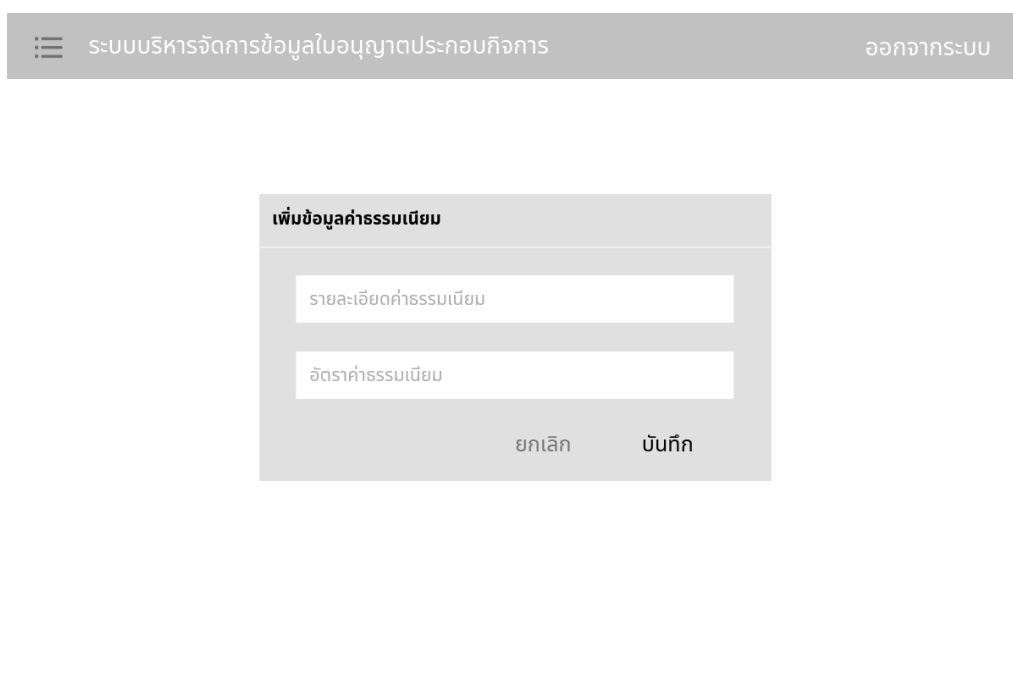 ระบบบริหารจัดการข้อมูลใบอนุญาตประกอบกิจการ
ออกจากระบบ
เพิ่มข้อมูลค่าธรรมเนียม
รายละเอียดค่าธรรมเนียม
อัตราค่าธรรมเนียม
ยกเลิก บันทึก